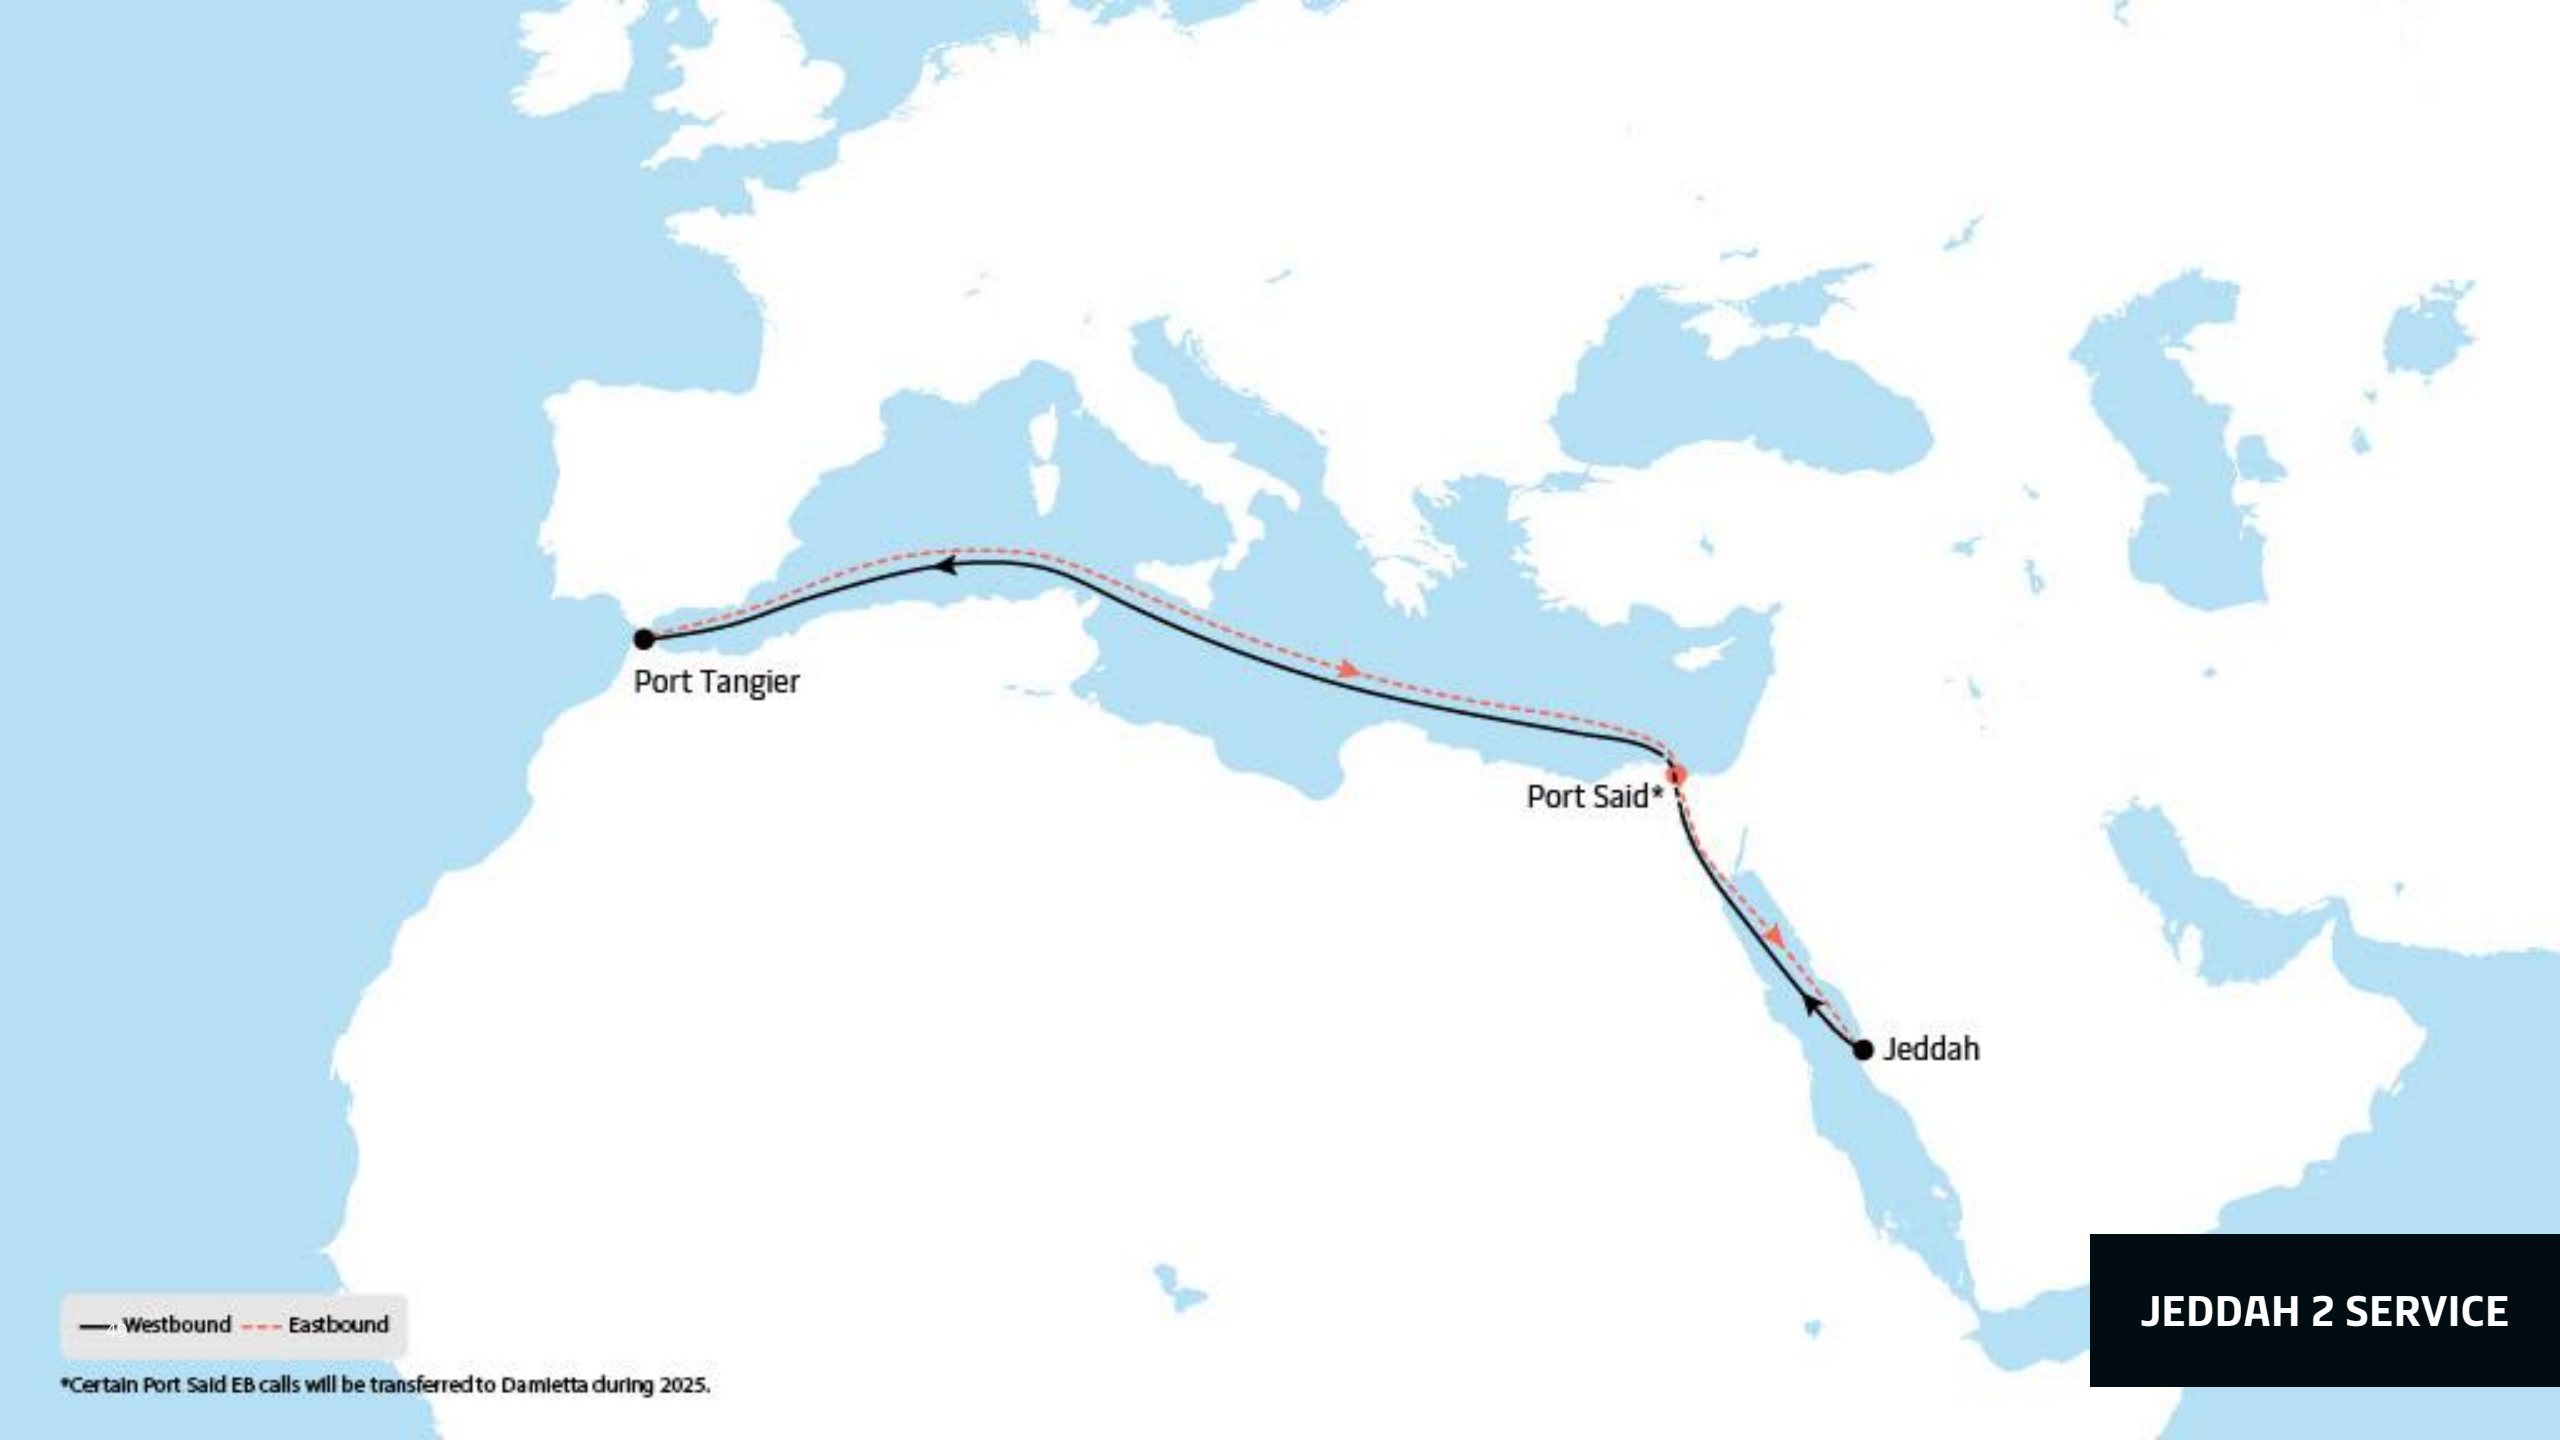 Port Tangier
Port Said*
Jeddah
JEDDAH 2 SERVICE
Westbound Eastbound
*Certain Port Said EB calls will be transferred to Damietta during 2025.